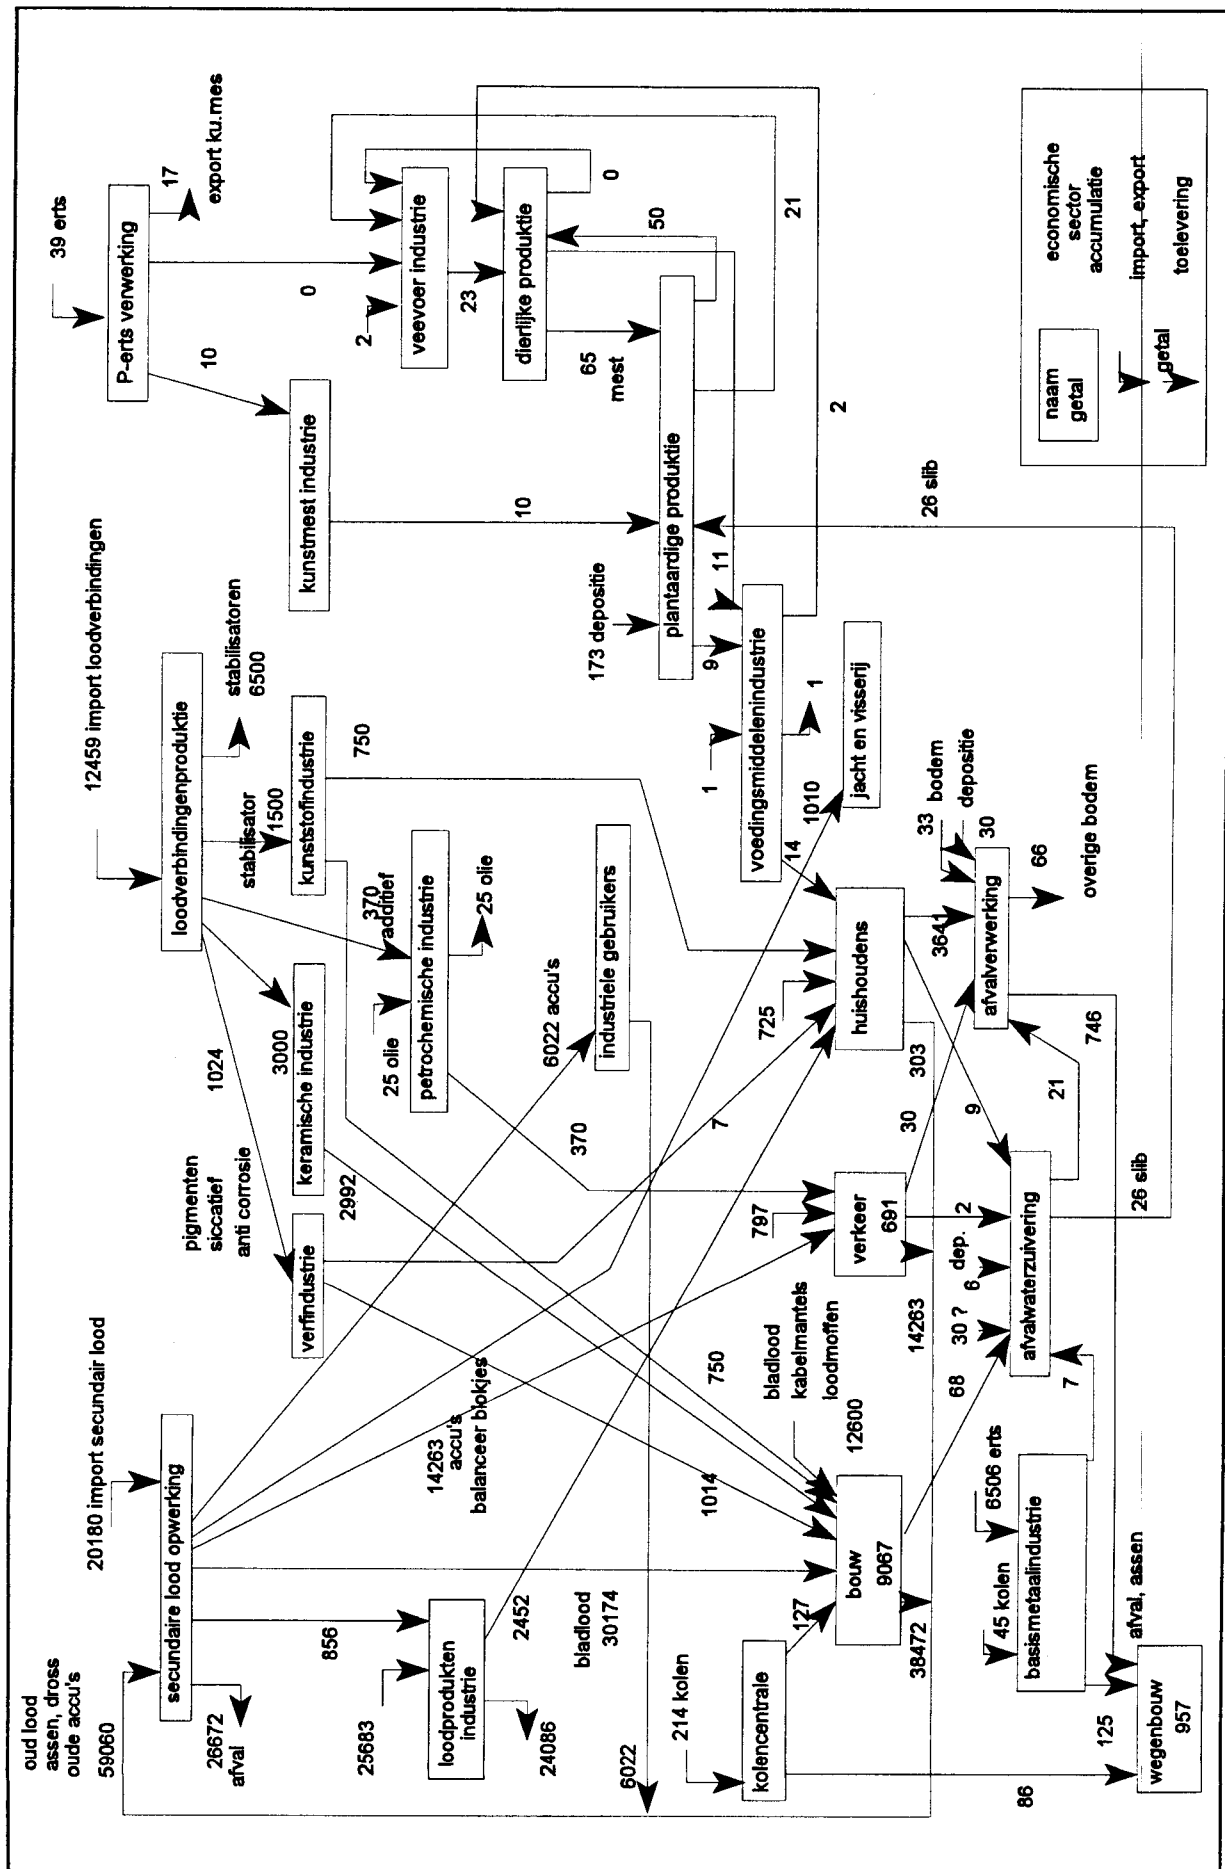 oud lood
assen, dross
oude accu's
59060
20180 import secundair lood
12459 import loodverbindingen
39 erts
secundaire lood opwerking
loodverbindingenproduktie
P-erts verwerking
26672
afval
pigmenten
siccatief
anti corrosie
1024
stabilisator
1500
stabilisatoren
6500
10
0
17
export ku.mes
3000
verfindustrie
keramische industrie
kunststofindustrie
kunstmest industrie
2992
750
2
veevoer industrie
856
25683
loodprodukten
industrie
24086
2452
14263
accu's
balanceer blokjes
25 olie
370
additief
petrochemische industrie
25 olie
370
23
dierlijke produktie
0
10
65
mest
50
bladlood
30174
6022
6022 accu's
industriele gebruikers
173 depositie
plantaardige produktie
21
9
11
214 kolen
kolencentrale
127
1014
750
7
797
725
1
voedingsmiddelenindustrie
1
2
14
1010
jacht en visserij
bladlood
kabelmantels
loodmoffen
12600
bouw
9067
38472
verkeer
691
14263
huishoudens
303
3641
33
bodem
depositie
30
26 slib
68
30 ?
6
dep.
2
30
9
afvalwaterzuivering
7
21
afvalverwerking
746
66
overige bodem
45 kolen
6506 erts
basismetaalindustrie
86
125
afval, assen
26 slib
wegenbouw
957
naam
getal
economische
sector
accumulatie
import, export
getal
toelevering